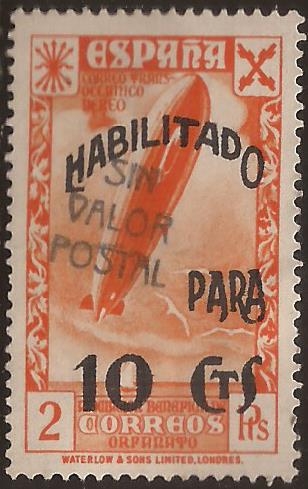 ESPAÑA
CORREO TRANS-
OCEANICO
AEREO
HABILITADO
SIN
VALOR
POSTAL
PARA
10 CTS
2 A BENEFICIO Pts
CORREOS
ORFANATO
WATERLOW & SONS LIMITED, LONDRES.